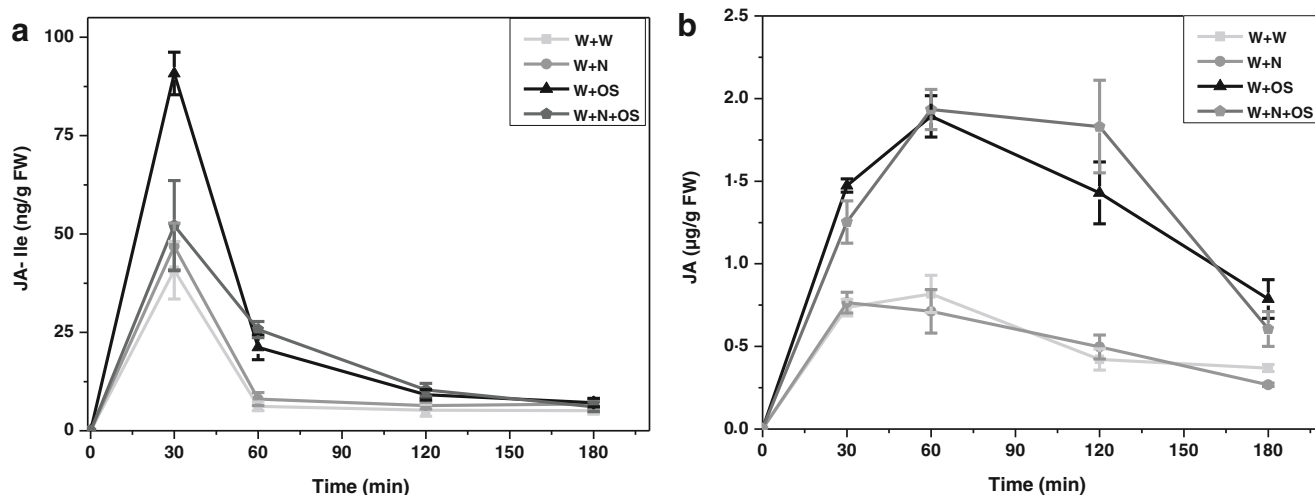 a
100
75
50
25
0
JA- Ile (ng/g FW)
W+W
W+N
W+OS
W+N+OS
0 30 60 90 120 150 180
Time (min)
b
2.5
2.0
1.5
1.0
0.5
0.0
JA (µg/g FW)
W+W
W+N
W+OS
W+N+OS
0 30 60 90 120 150 180
Time (min)